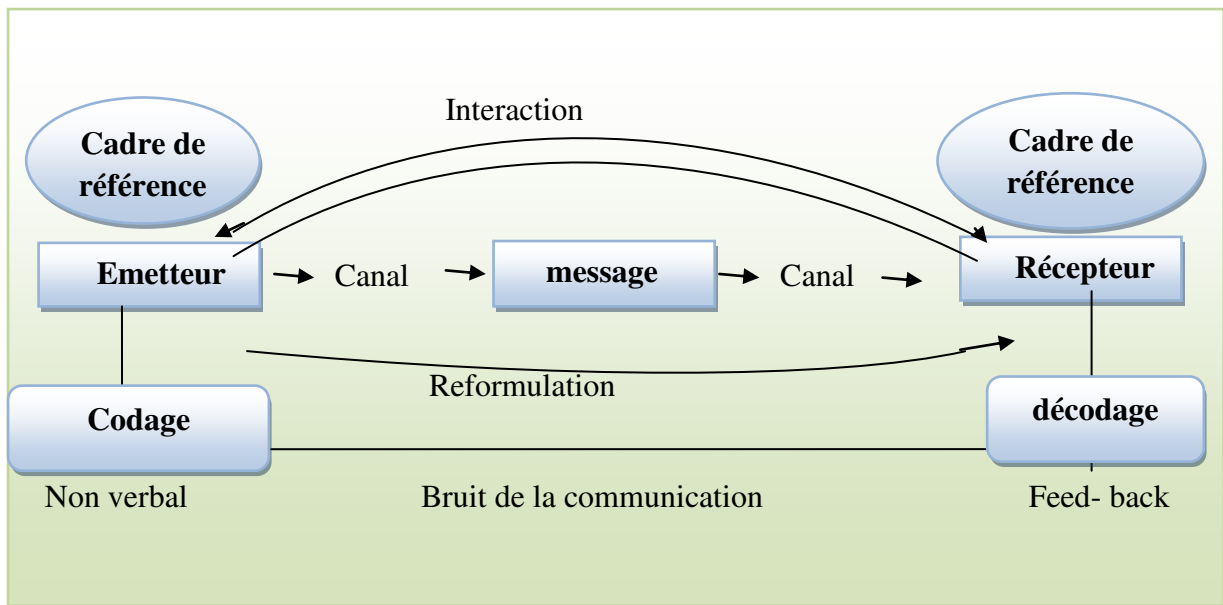 Interaction
Cadre de
référence
Cadre de
référence
Emetteur
Canal
message
Canal
Récepteur
Reformulation
Codage
décodage
Non verbal
Bruit de la communication
Feed- back